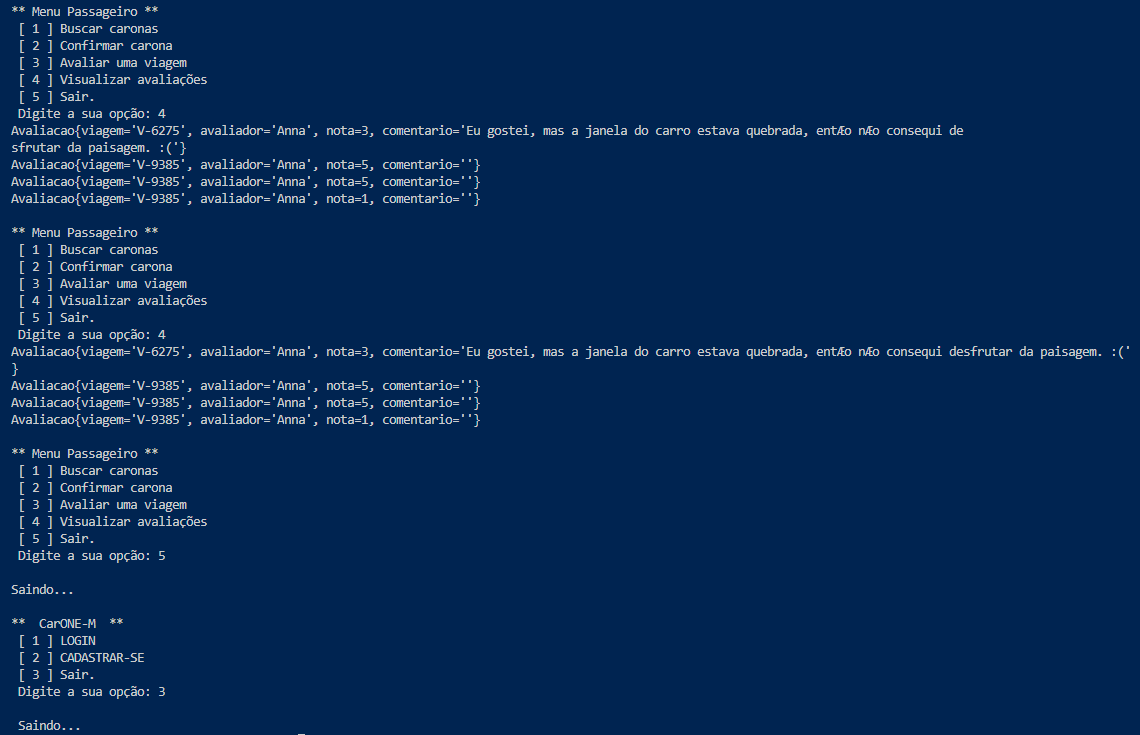 ** Menu Passageiro **
[ 1 ] Buscar caronas
[ 2 ] Confirmar carona
[ 3 ] Avaliar uma viagem
[ 4 ] Visualizar avaliações
[ 5 ] Sair.
Digite a sua opção: 4
Avaliacao{viagem='V-6275', avaliador='Anna', nota=3, comentario='Eu gostei, mas a janela do carro estava quebrada, entÆo nÆo consequi de
sfrutar da paisagem. :('}
Avaliacao{viagem='V-9385', avaliador='Anna', nota=5, comentario=''}
Avaliacao{viagem='V-9385', avaliador='Anna', nota=5, comentario=''}
Avaliacao{viagem='V-9385', avaliador='Anna', nota=1, comentario=''}
** Menu Passageiro **
[ 1 ] Buscar caronas
[ 2 ] Confirmar carona
[ 3 ] Avaliar uma viagem
[ 4 ] Visualizar avaliações
[ 5 ] Sair.
Digite a sua opção: 4
Avaliacao{viagem='V-6275', avaliador='Anna', nota=3, comentario='Eu gostei, mas a janela do carro estava quebrada, entÆo nÆo consequi desfrutar da paisagem. :('
}
Avaliacao{viagem='V-9385', avaliador='Anna', nota=5, comentario=''}
Avaliacao{viagem='V-9385', avaliador='Anna', nota=5, comentario=''}
Avaliacao{viagem='V-9385', avaliador='Anna', nota=1, comentario=''}
** Menu Passageiro **
[ 1 ] Buscar caronas
[ 2 ] Confirmar carona
[ 3 ] Avaliar uma viagem
[ 4 ] Visualizar avaliações
[ 5 ] Sair.
Digite a sua opção: 5
Saindo...
**  CarONE-M  **
[ 1 ] LOGIN
[ 2 ] CADASTRAR-SE
[ 3 ] Sair.
Digite a sua opção: 3
Saindo...